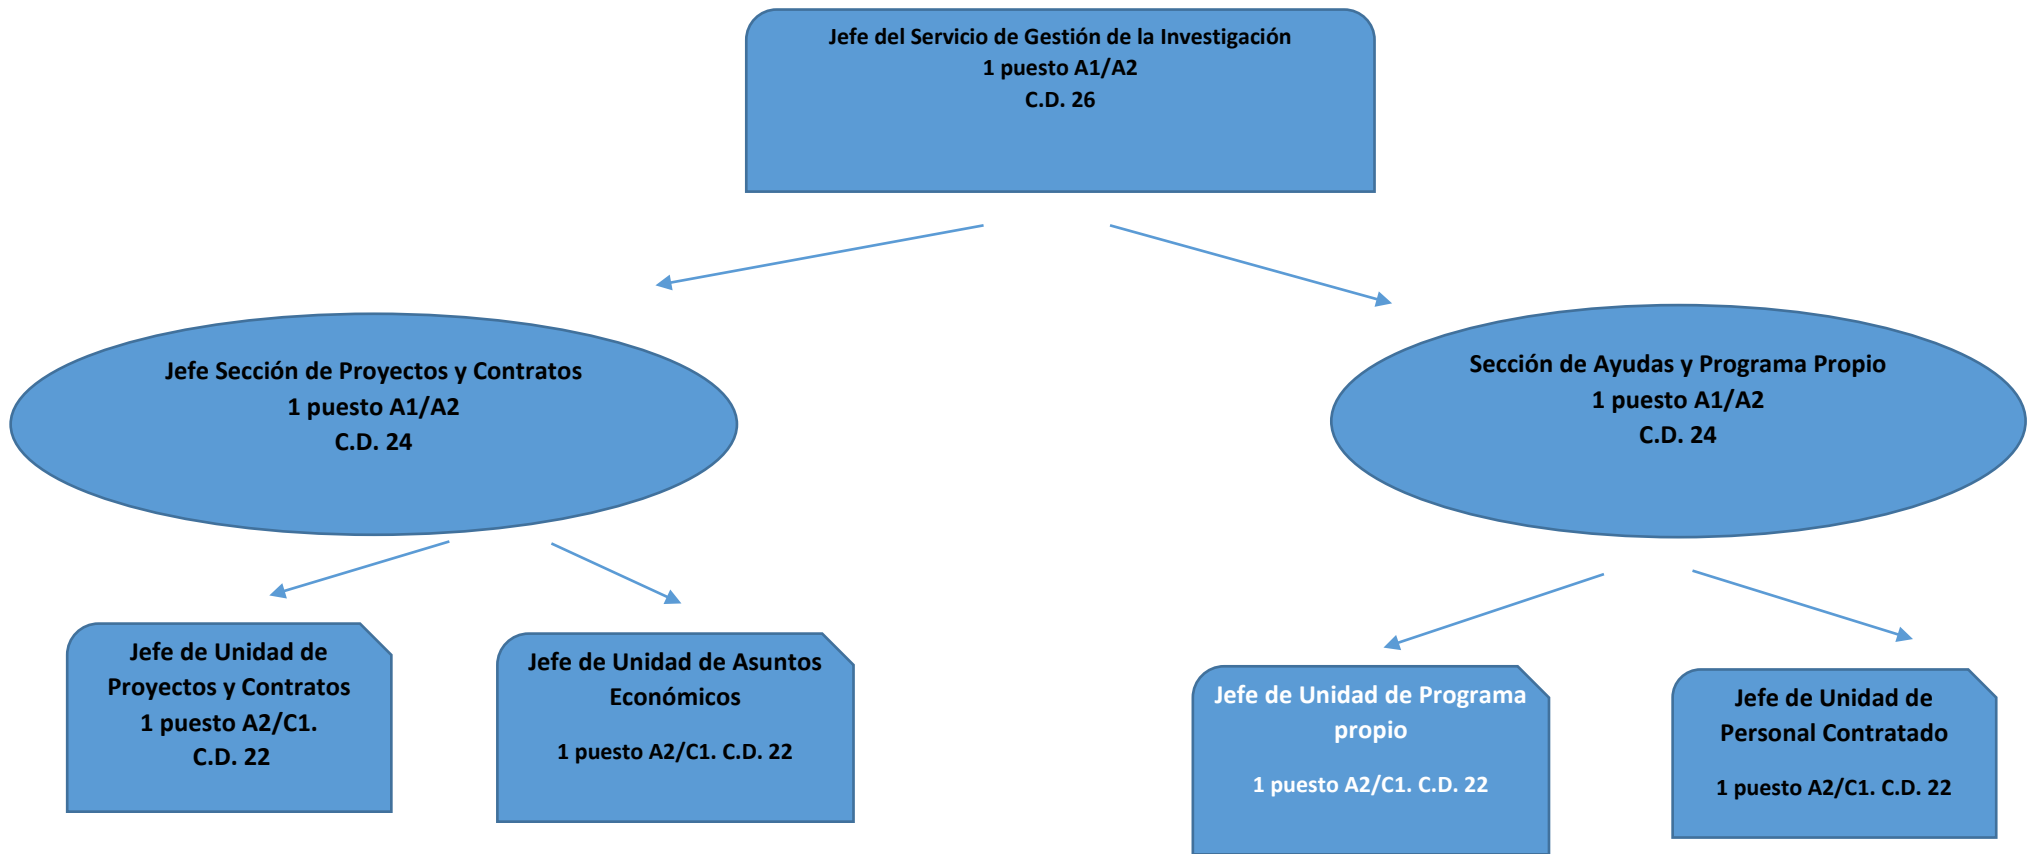 Jefe del Servicio de Gestión de la Investigación
1 puesto A1/A2
C.D. 26
Jefe Sección de Proyectos y Contratos
1 puesto A1/A2
C.D. 24
Sección de Ayudas y Programa Propio
1 puesto A1/A2
C.D. 24
Jefe de Unidad de
Proyectos y Contratos
1 puesto A2/C1.
C.D. 22
Jefe de Unidad de Asuntos
Económicos
1 puesto A2/C1. C.D. 22
Jefe de Unidad de Programa
propio
1 puesto A2/C1. C.D. 22
Jefe de Unidad de
Personal Contratado
1 puesto A2/C1. C.D. 22